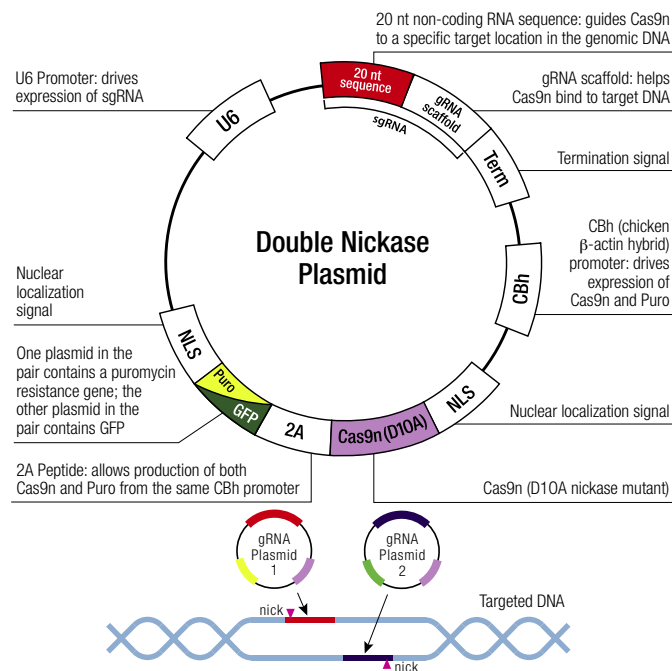 20 nt non-coding RNA sequence: guides Cas9n
to a specific target location in the genomic DNA
U6 Promoter: drives
expression of sgRNA
gRNA scaffold: helps
Cas9n bind to target DNA
20 nt
sequence
gRNA
scaffold
sgRNA
U6
Term
Termination signal
Double Nickase
Plasmid
CBh (chicken
β-actin hybrid)
promoter: drives
expression of
Cas9n and Puro
CBh
Nuclear
localization
signal
NLS
One plasmid in the
pair contains a puromycin
resistance gene; the
other plasmid in the
pair contains GFP
Puro
GFP
2A
Cas9n (D10A)
NLS
Nuclear localization signal
2A Peptide: allows production of both
Cas9n and Puro from the same CBh promoter
Cas9n (D10A nickase mutant)
gRNA
Plasmid
1
gRNA
Plasmid
2
nick
Targeted DNA
nick